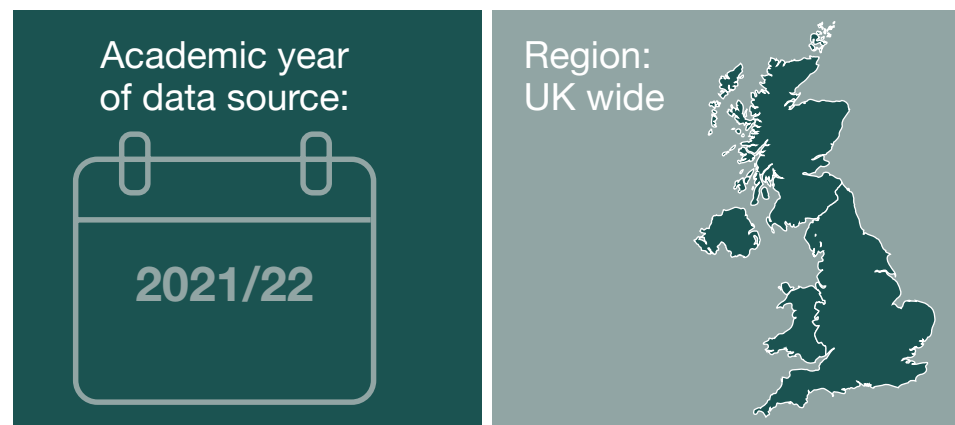 Academic year
of data source:
2021/22
Region:
UK wide